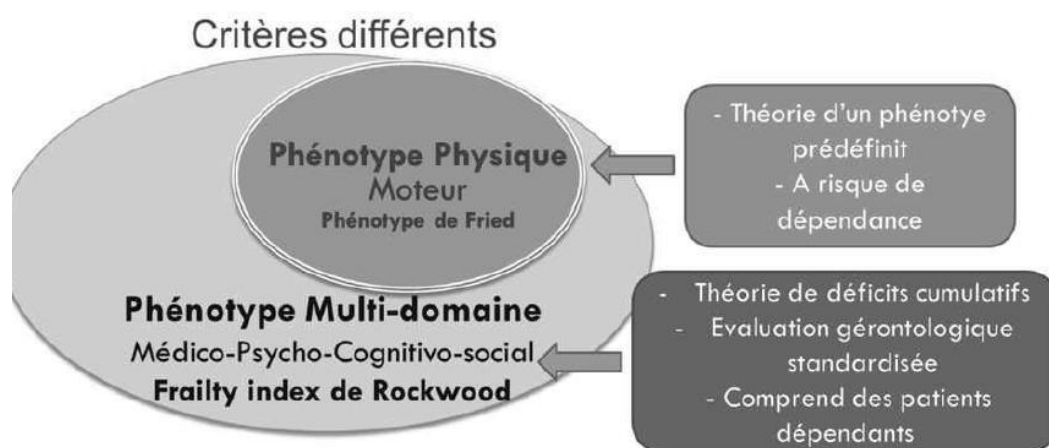 Critères différents
Phénotype Physique
Moteur
Phénotype de Fried
- Théorie d'un phénotye
prédéfinit
- A risque de
dépendance
Phénotype Multi-domaine
Médico-Psycho-Cognitivo-social
Frailty index de Rockwood
- Théorie de déficits cumulatifs
- Evaluation gérontologique
standardisée
- Comprend des patients
dépendants